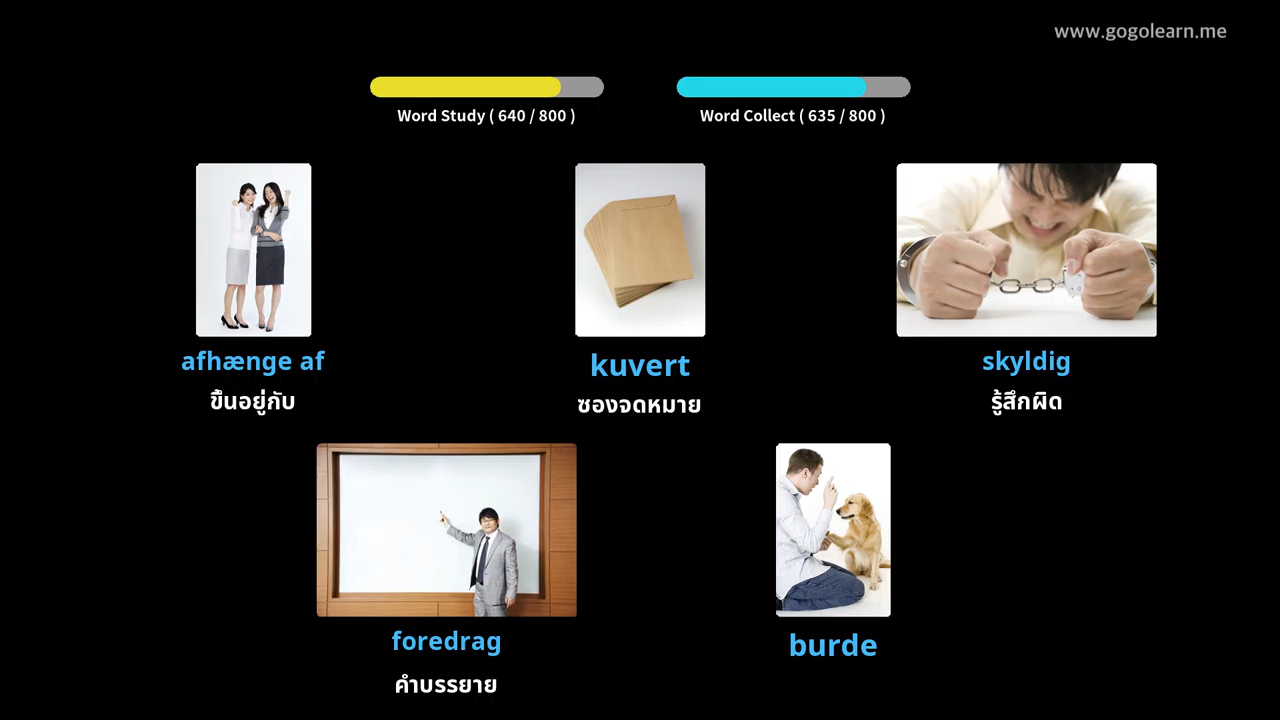 www.gogolearn.me
Word Study ( 640 / 800 )
Word Collect ( 635 / 800 )
afhænge af
ขึ้นอยู่กับ
kuvert
ซองจดหมาย
skyldig
รู้สึกผิด
foredrag
คำบรรยาย
burde